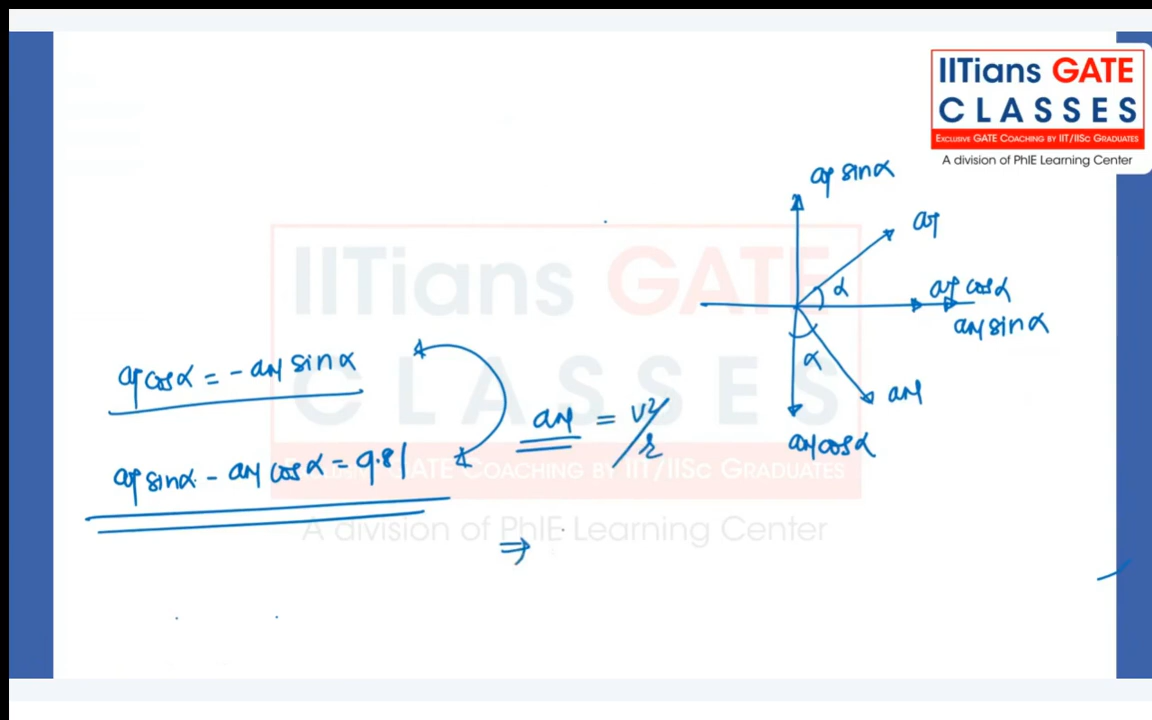 IITians GATE
CLASSES
EXCLUSIVE GATE COACHING BY IIT/IISc GRADUATES
A division of PhIE Learning Center
aT sinα
aT
α
aT cosα
aN sinα
α
aN
aN cosα
aT cosα = - aN sinα
aN = V²/r
aT sinα - aN cosα = 9.81
⇒
IITians GATE
CLASSES
GATE COACHING BY IIT/IISc GRADUATES
A division of PhIE Learning Center